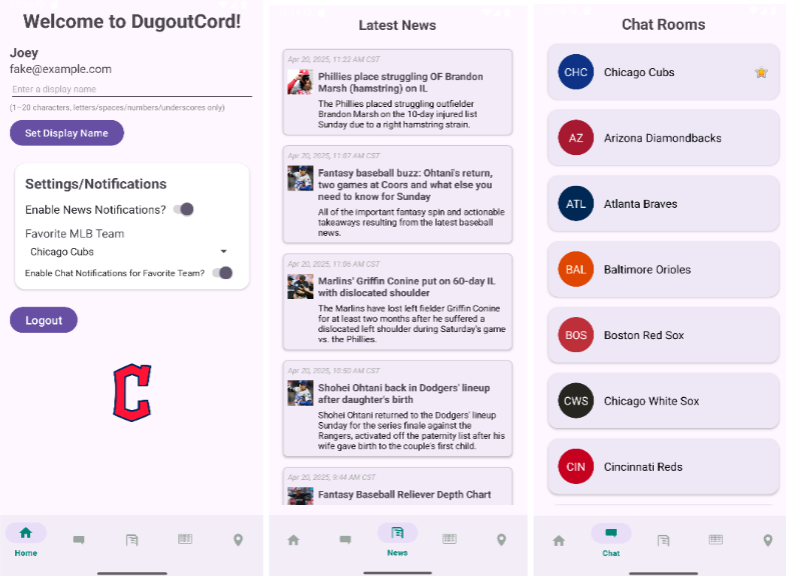 Welcome to DugoutCord!
Joey
fake@example.com
Enter a display name
(1–20 characters, letters/spaces/numbers/underscores only)
Set Display Name
Settings/Notifications
Enable News Notifications?
Favorite MLB Team
Chicago Cubs
Enable Chat Notifications for Favorite Team?
Logout
C
Home
Latest News
Apr 20, 2025, 11:22 AM CST
Phillies place struggling OF Brandon
Marsh (hamstring) on IL
The Phillies placed struggling outfielder
Brandon Marsh on the 10-day injured list
Sunday due to a right hamstring strain.
Apr 20, 2025, 11:07 AM CST
Fantasy baseball buzz: Ohtani's return,
two games at Coors and what else you
need to know for Sunday
All of the important fantasy spin and actionable
takeaways resulting from the latest baseball
news.
Apr 20, 2025, 11:06 AM CST
Marlins' Griffin Conine put on 60-day IL
with dislocated shoulder
The Marlins have lost left fielder Griffin Conine
for at least two months after he suffered a
dislocated left shoulder during Saturday's game
vs. the Phillies.
Apr 20, 2025, 10:50 AM CST
Shohei Ohtani back in Dodgers' lineup
after daughter's birth
Shohei Ohtani returned to the Dodgers' lineup
Sunday for the series finale against the
Rangers, activated off the paternity list after his
wife gave birth to the couple's first child.
Apr 20, 2025, 9:44 AM CST
Fantasy Baseball Reliever Depth Chart
News
Chat Rooms
CHC Chicago Cubs
AZ Arizona Diamondbacks
ATL Atlanta Braves
BAL Baltimore Orioles
BOS Boston Red Sox
CWS Chicago White Sox
CIN Cincinnati Reds
Chat